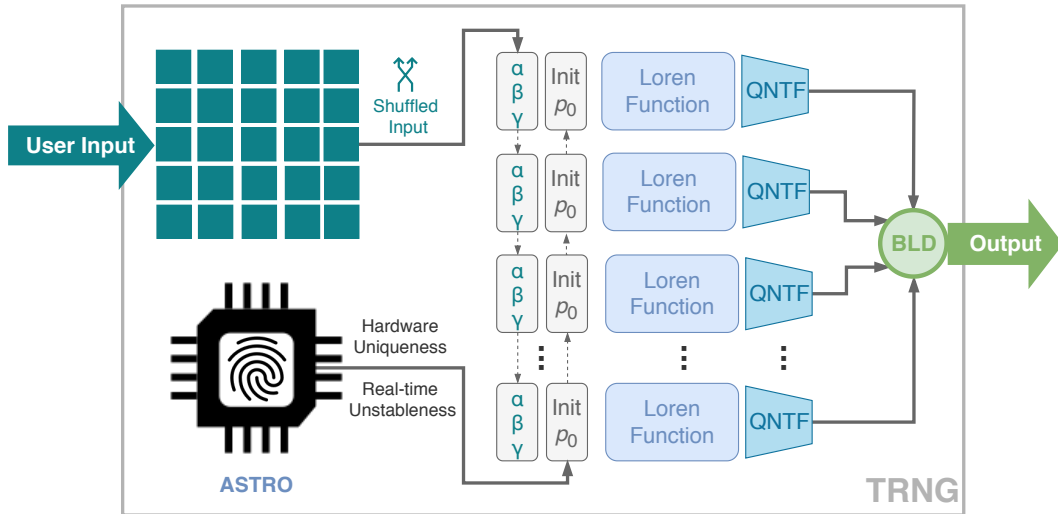 User Input
Shuffled
Input
α
β
γ
Init
p0
Loren
Function
QNTF
α
β
γ
Init
p0
Loren
Function
QNTF
α
β
γ
Init
p0
Loren
Function
QNTF
α
β
γ
Init
p0
Loren
Function
QNTF
BLD
Output
Hardware
Uniqueness
Real-time
Unstableness
ASTRO
TRNG